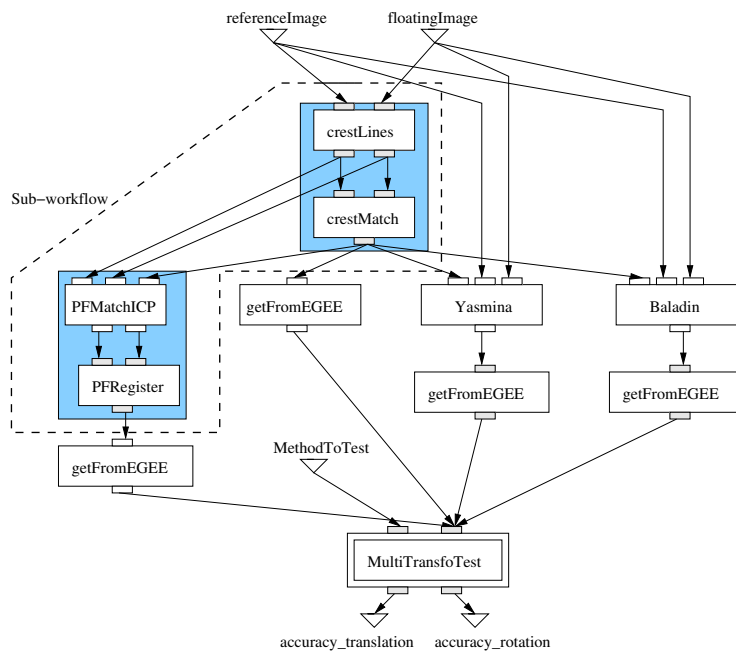 referenceImage
floatingImage
crestLines
Sub−workflow
crestMatch
PFMatchICP
getFromEGEE
Yasmina
Baladin
PFRegister
getFromEGEE
getFromEGEE
MethodToTest
getFromEGEE
MultiTransfoTest
accuracy_translation
accuracy_rotation